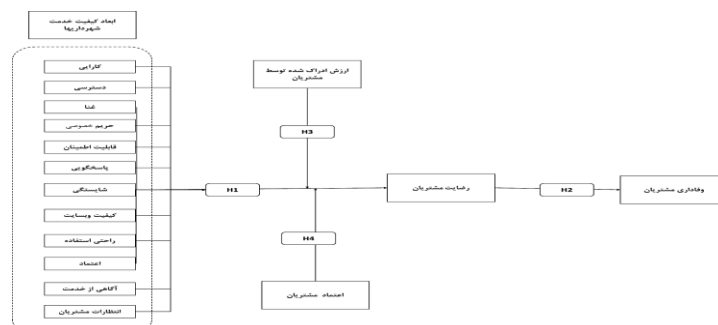 ابعاد کیفیت خدمت
شهرداریها
کارایی
دسترسی
غنا
حریم خصوصی
قابلیت اطمینان
پاسخگویی
شایستگی
کیفیت وبسایت
راحتی استفاده
اعتماد
آگاهی از خدمت
انتظارات مشتریان
H1
ارزش ادراک شده توسط
مشتریان
H3
H4
اعتماد مشتریان
رضایت مشتریان
H2
وفاداری مشتریان